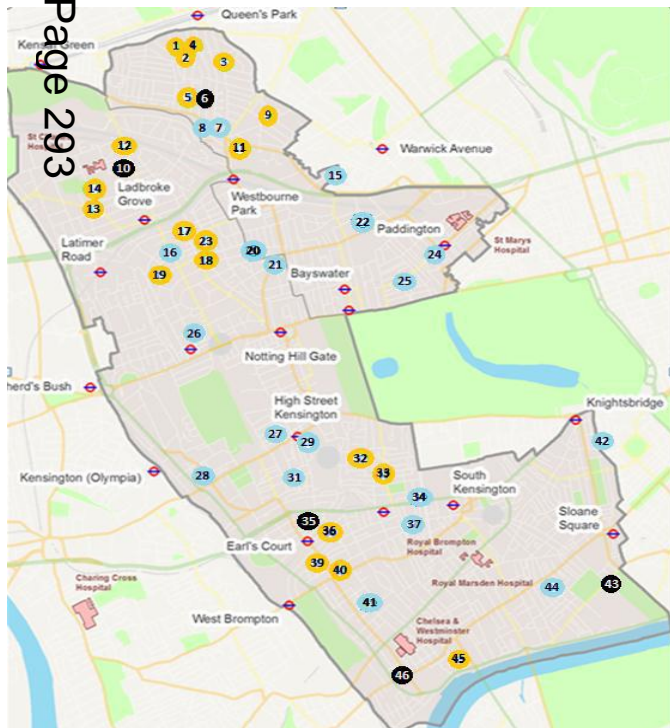 Page 293
Queen's Park
Kensal Green
1
4
2
3
5
6
9
8
7
12
11
St C
Hosp
10
Warwick Avenue
15
14
Ladbroke
Grove
Westbourne
Park
13
22
Paddington
17
23
St Marys
Hospital
Latimer
Road
16
20
24
18
21
19
Bayswater
25
26
Notting Hill Gate
herd's Bush
High Street
Kensington
Knightsbridge
27
29
42
32
33
Kensington (Olympia)
28
31
South
Kensington
34
Sloane
Square
35
36
37
Earl's Court
Royal Brompton
Hospital
39
40
Charing Cross
Hospital
Royal Marsden Hospital
44
43
41
West Brompton
Chelsea &
Westminster
Hospital
45
46